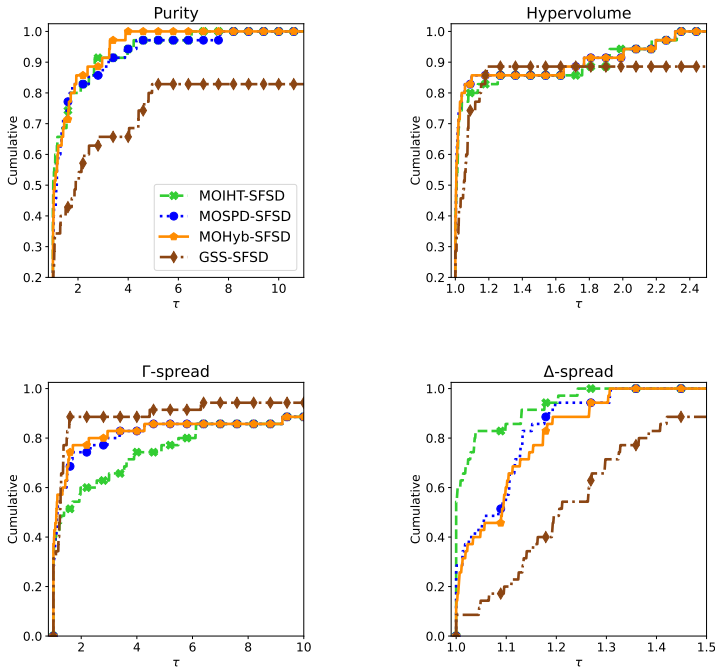 Purity
Cumulative
1.0
0.9
0.8
0.7
0.6
0.5
0.4
0.3
0.2
2 4 6 8 10
τ
MOIHT-SFSD
MOSPD-SFSD
MOHyb-SFSD
GSS-SFSD
Hypervolume
Cumulative
1.0
0.9
0.8
0.7
0.6
0.5
0.4
0.3
0.2
1.0 1.2 1.4 1.6 1.8 2.0 2.2 2.4
τ
Γ-spread
Cumulative
1.0
0.8
0.6
0.4
0.2
0.0
2 4 6 8 10
τ
Δ-spread
Cumulative
1.0
0.8
0.6
0.4
0.2
0.0
1.0 1.1 1.2 1.3 1.4 1.5
τ